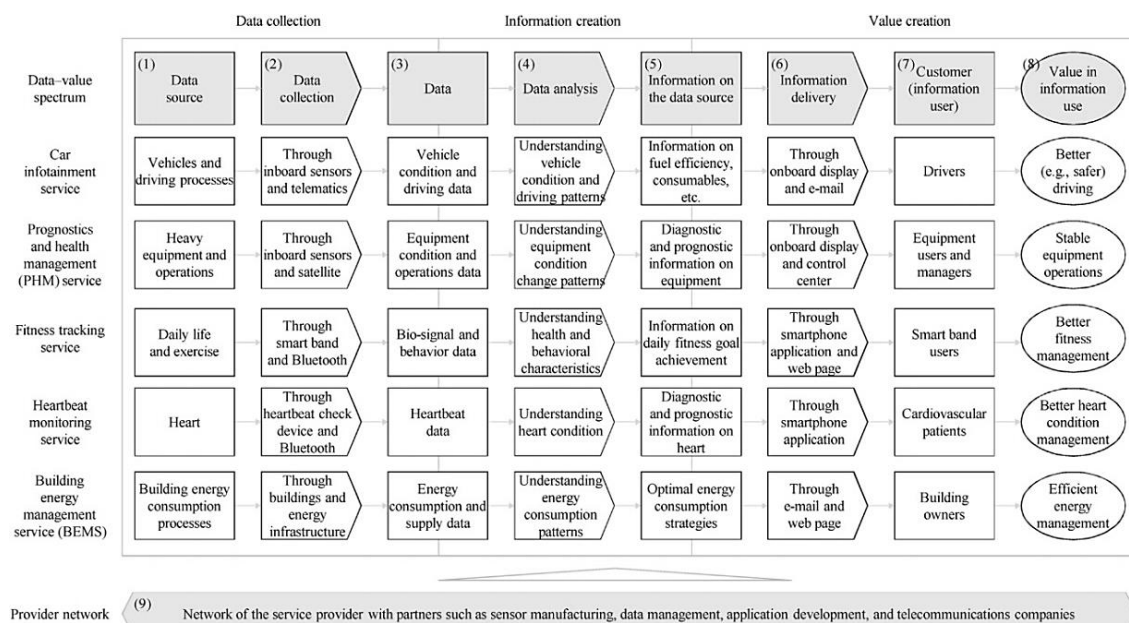 Data collection
Information creation
Value creation
Data–value
spectrum
(1)
Data
source
(2)
Data
collection
(3)
Data
(4)
Data analysis
(5)
Information on
the data source
(6)
Information
delivery
(7)
Customer
(information
user)
(8)
Value in
information
use
Car
infotainment
service
Vehicles and
driving processes
Through
inboard sensors
and telematics
Vehicle
condition and
driving data
Understanding
vehicle
condition and
driving patterns
Information on
fuel efficiency,
consumables,
etc.
Through
onboard display
and e-mail
Drivers
Better
(e.g., safer)
driving
Prognostics
and health
management
(PHM) service
Heavy
equipment and
operations
Through
inboard sensors
and satellite
Equipment
condition and
operations data
Understanding
equipment
condition
change patterns
Diagnostic and
prognostic
information on
equipment
Through
onboard display
and control
center
Equipment
users and
managers
Stable
equipment
operations
Fitness tracking
service
Daily life
and exercise
Through
smart band
and Bluetooth
Bio-signal and
behavior data
Understanding
health and
behavioral
characteristics
Information on
daily fitness goal
achievement
Through
smartphone
application and
web page
Smart band
users
Better
fitness
management
Heartbeat
monitoring
service
Heart
Through
heartbeat check
device and
Bluetooth
Heartbeat
data
Understanding
heart condition
Diagnostic
and prognostic
information on
heart
Through
smartphone
application
Cardiovascular
patients
Better heart
condition
management
Building
energy
management
service (BEMS)
Building energy
consumption
processes
Through
buildings and
energy
infrastructure
Energy
consumption and
supply data
Understanding
energy
consumption
patterns
Optimal energy
consumption
strategies
Through
e-mail and
web page
Building
owners
Efficient
energy
management
Provider network
(9)
Network of the service provider with partners such as sensor manufacturing, data management, application development, and telecommunications companies